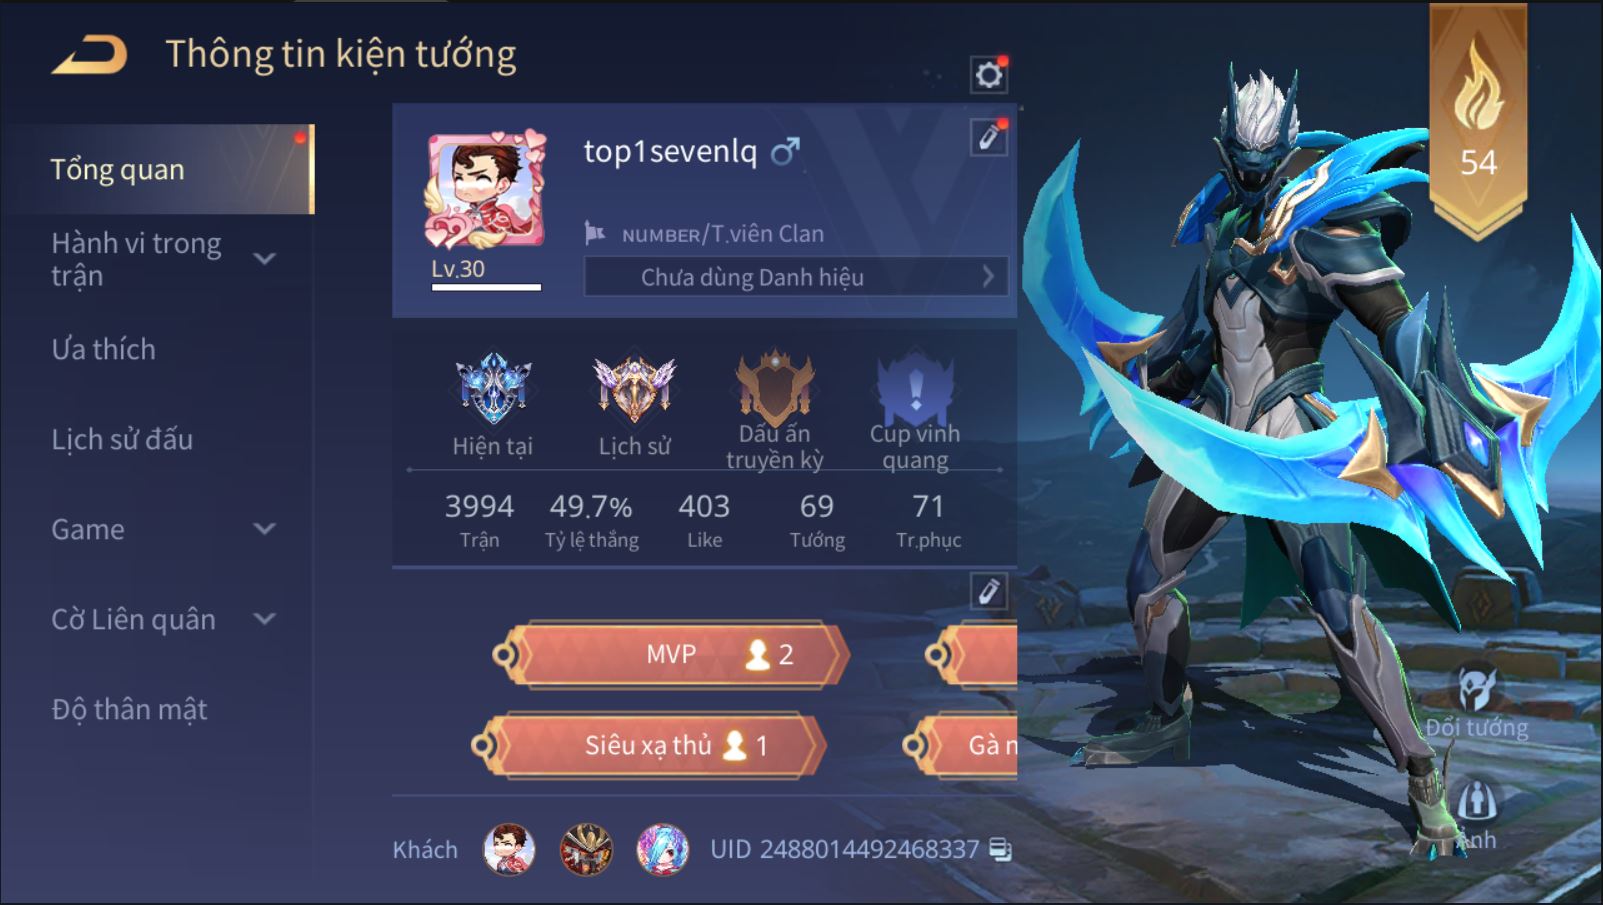 Thông tin kiện tướng
54
Tổng quan
Hành vi trong
trận
Ưa thích
Lịch sử đấu
Game
Cờ Liên quân
Độ thân mật
top1sevenlq
NUMBER/T.viên Clan
Lv.30
Chưa dùng Danh hiệu
Hiện tại
Lịch sử
Dấu ấn
truyền kỳ
Cup vinh
quang
3994 49.7% 403 69 71
Trận Tỷ lệ thắng Like Tướng Tr.phục
MVP 2
Siêu xạ thủ 1
Gà
Khách
UID 2488014492468337
Đổi tướng
Ảnh